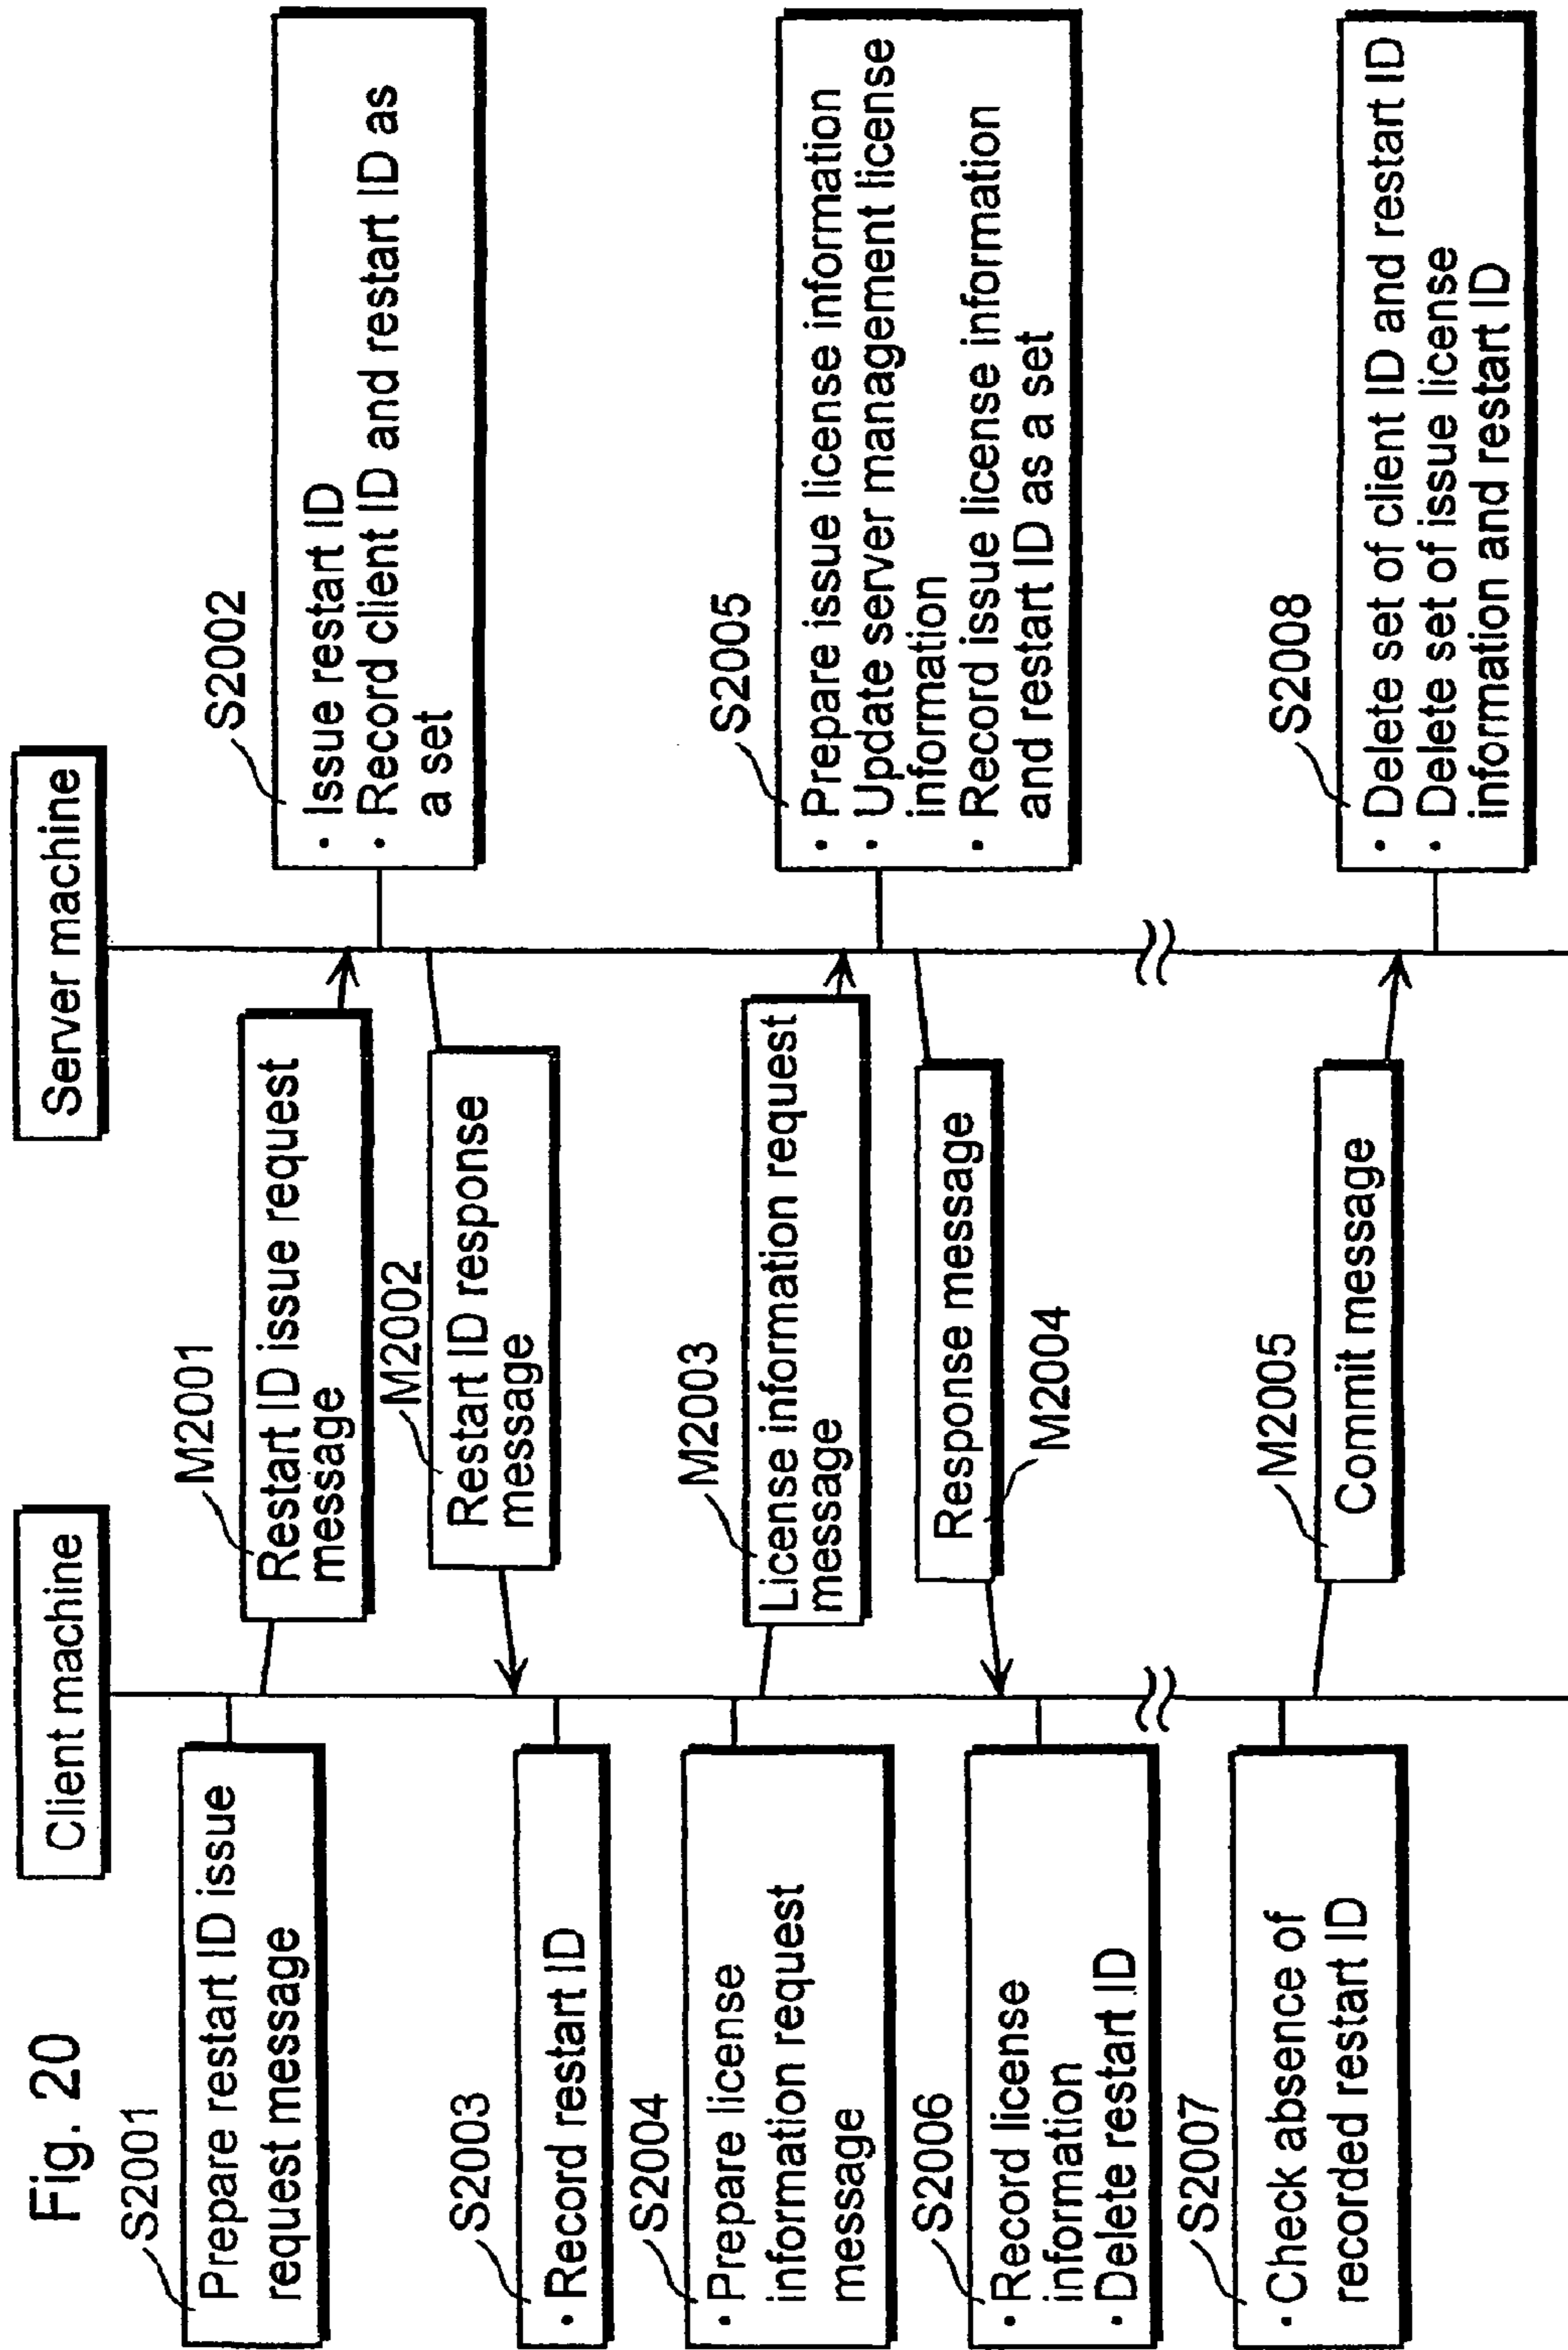 Fig. 20
Client machine
Server machine
S2001
Prepare restart ID issue
request message
M2001
Restart ID issue request
message
S2002
· Issue restart ID
· Record client ID and restart ID as
a set
M2002
Restart ID response
message
S2003
· Record restart ID
S2004
· Prepare license
information request
message
M2003
License information request
message
S2005
· Prepare issue license information
· Update server management license
information
· Record issue license information
and restart ID as a set
Response message
M2004
S2006
· Record license
information
· Delete restart ID
S2007
· Check absence of
recorded restart ID
M2005
Commit message
S2008
· Delete set of client ID and restart ID
· Delete set of issue license
information and restart ID